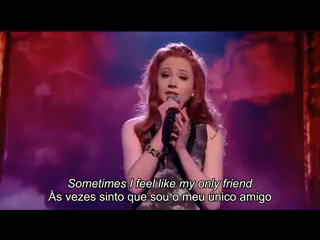 Sometimes I feel like my only friend
Às vezes sinto que sou o meu único amigo